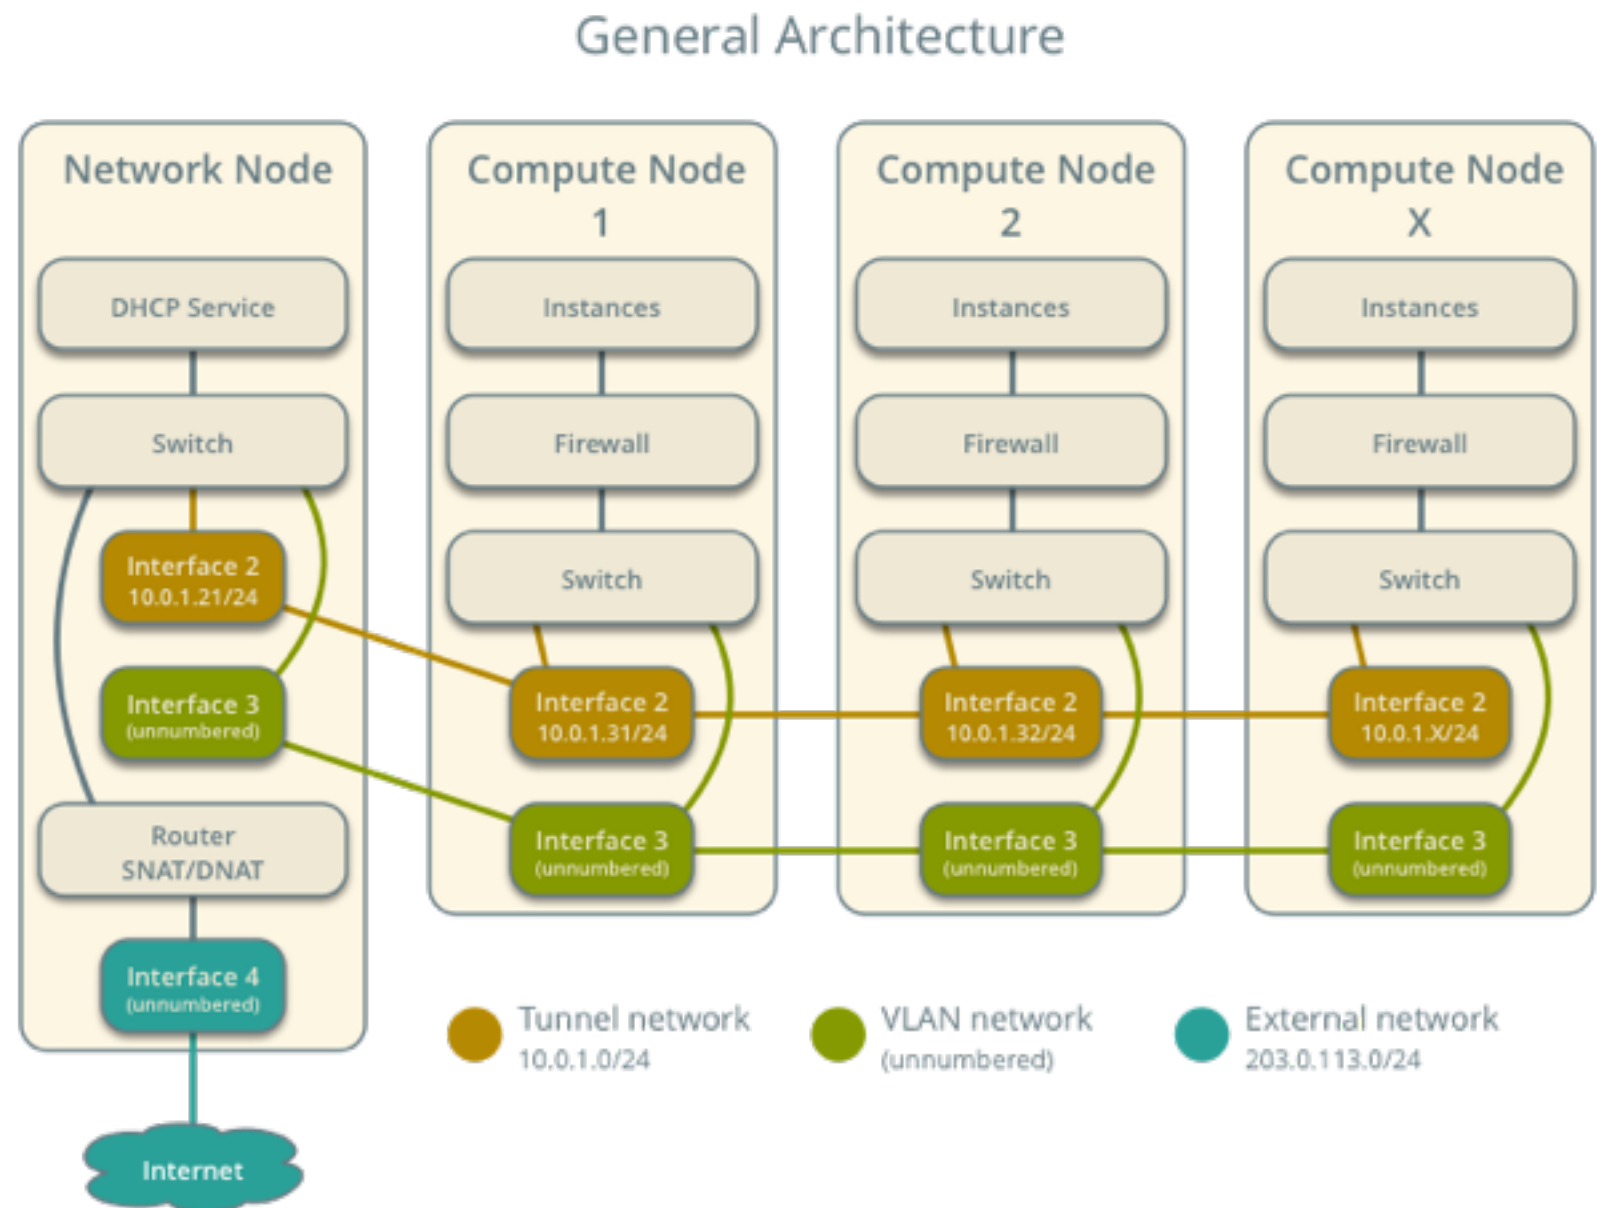 General Architecture
Network Node
DHCP Service
Switch
Interface 2
10.0.1.21/24
Interface 3
(unnumbered)
Router
SNAT/DNAT
Interface 4
(unnumbered)
Internet
Compute Node
1
Instances
Firewall
Switch
Interface 2
10.0.1.31/24
Interface 3
(unnumbered)
Compute Node
2
Instances
Firewall
Switch
Interface 2
10.0.1.32/24
Interface 3
(unnumbered)
Compute Node
X
Instances
Firewall
Switch
Interface 2
10.0.1.X/24
Interface 3
(unnumbered)
Tunnel network
10.0.1.0/24
VLAN network
(unnumbered)
External network
203.0.113.0/24